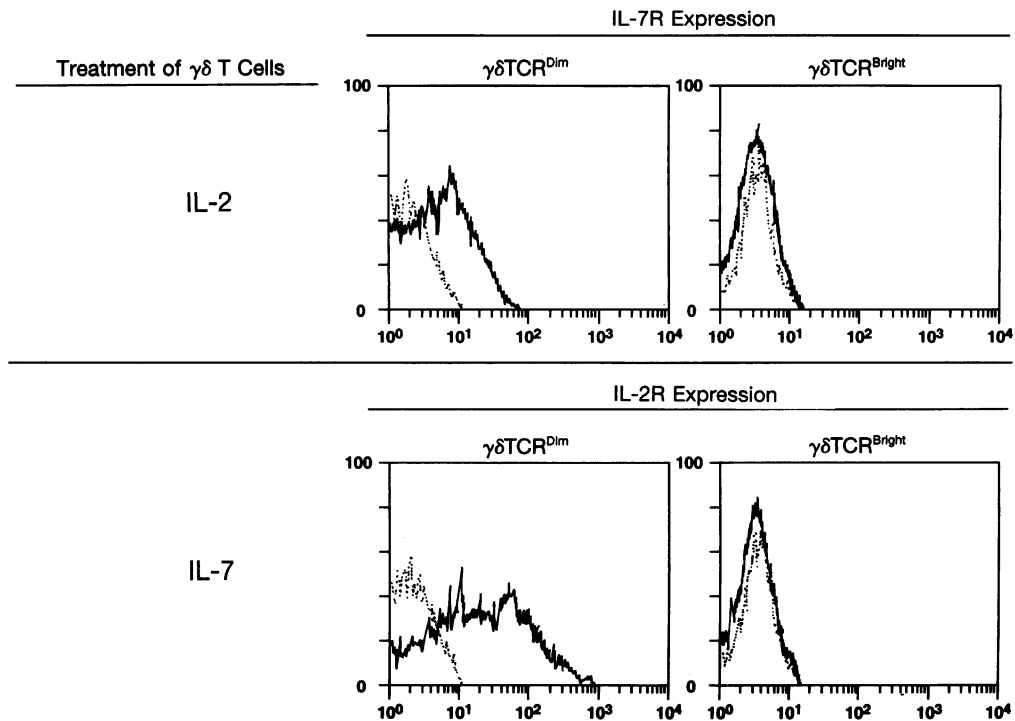 IL-7R Expression
Treatment of γδ T Cells
γδTCR^Dim γδTCR^Bright
100 100
IL-2
0 0
10^0 10^1 10^2 10^3 10^4 10^0 10^1 10^2 10^3 10^4
IL-2R Expression
γδTCR^Dim γδTCR^Bright
100 100
IL-7
0 0
10^0 10^1 10^2 10^3 10^4 10^0 10^1 10^2 10^3 10^4